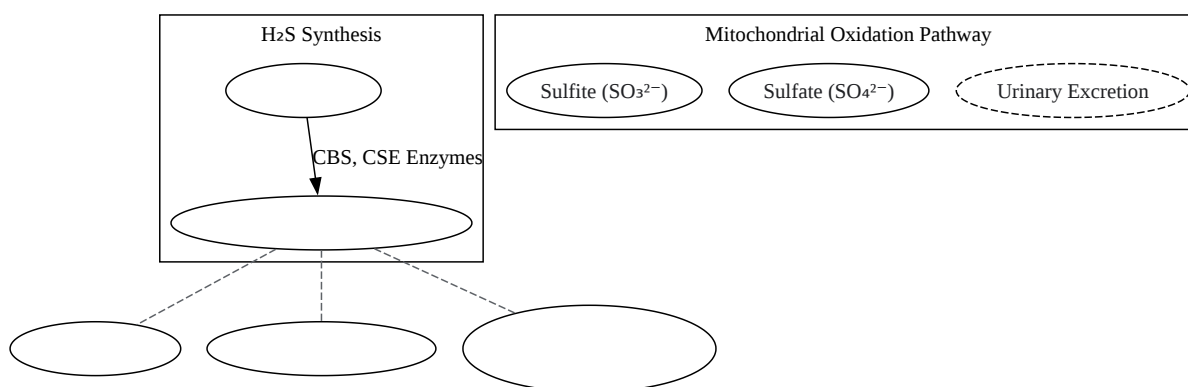 H₂S Synthesis
CBS, CSE Enzymes
Mitochondrial Oxidation Pathway
Sulfite (SO₃²⁻)
Sulfate (SO₄²⁻)
Urinary Excretion